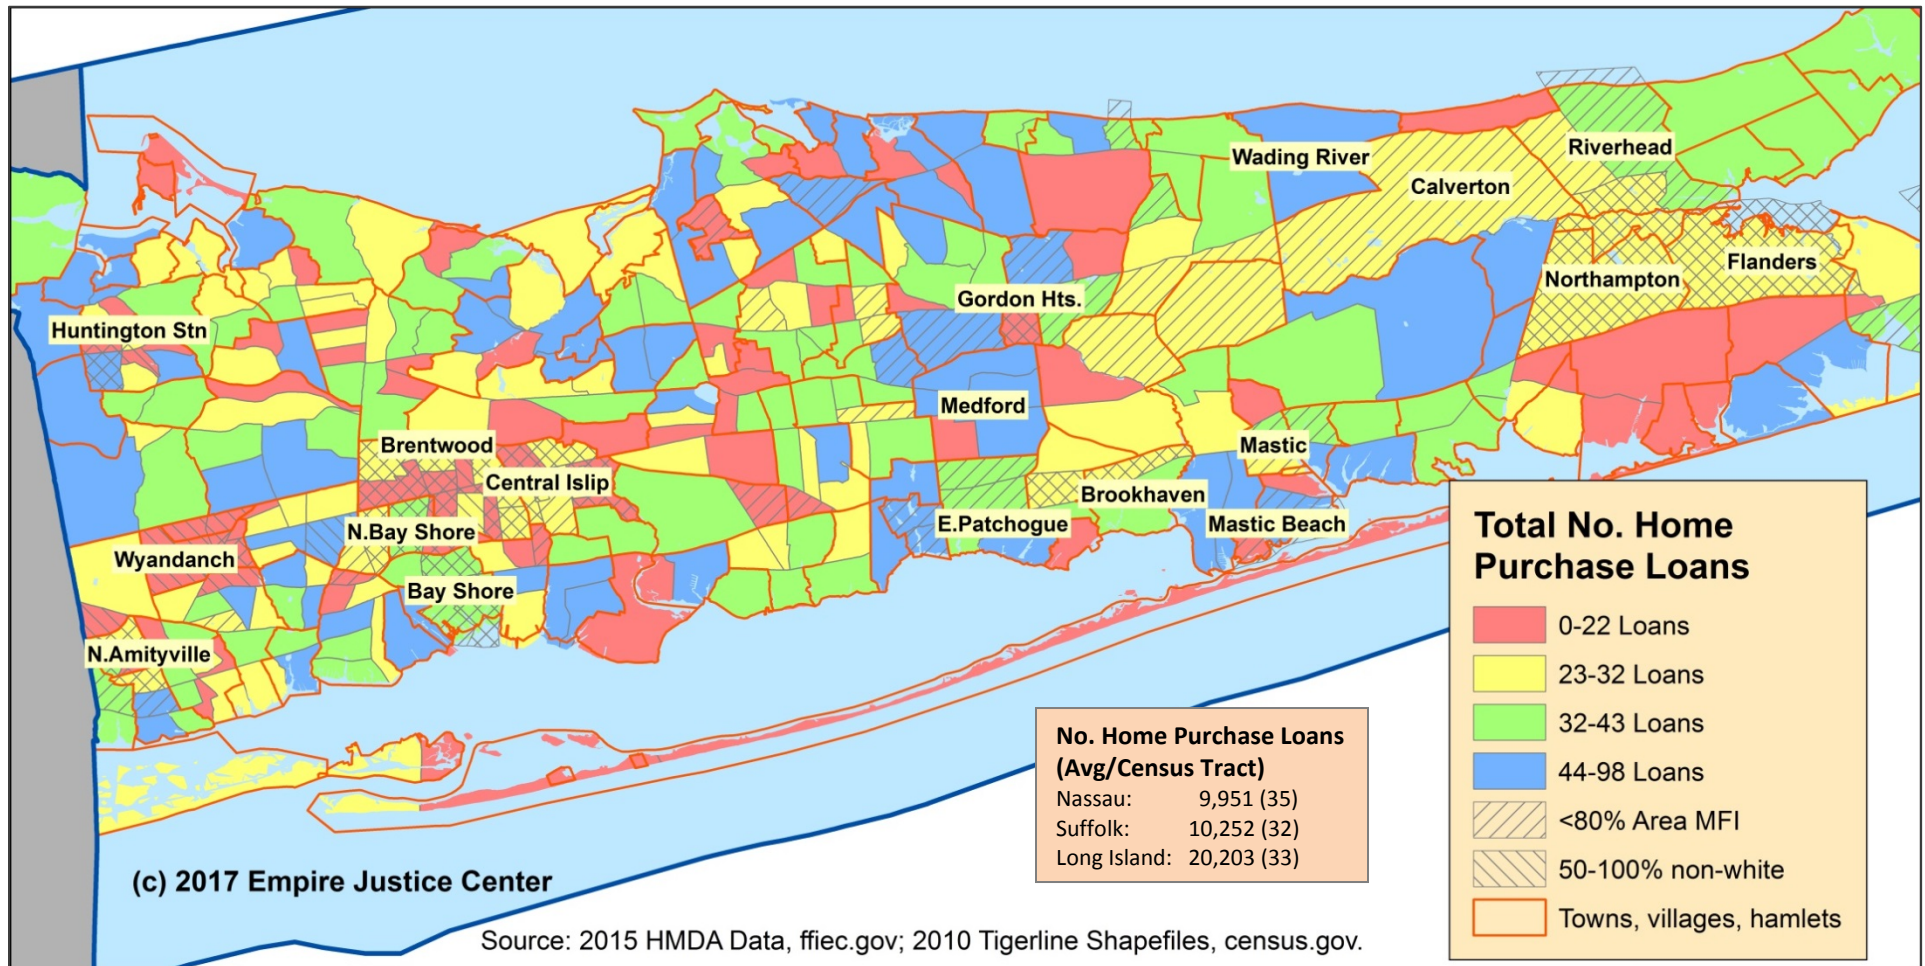 Wading River
Riverhead
Calverton
Flanders
Northampton
Gordon Hts.
Huntington Stn
Medford
Brentwood
Mastic
Central Islip
Brookhaven
N.Bay Shore
E.Patchogue
Mastic Beach
Wyandanch
Bay Shore
N.Amityville
Total No. Home
Purchase Loans
0-22 Loans
23-32 Loans
32-43 Loans
44-98 Loans
<80% Area MFI
50-100% non-white
Towns, villages, hamlets
No. Home Purchase Loans
(Avg/Census Tract)
Nassau: 9,951 (35)
Suffolk: 10,252 (32)
Long Island: 20,203 (33)
(c) 2017 Empire Justice Center
Source: 2015 HMDA Data, ffiec.gov; 2010 Tigerline Shapefiles, census.gov.